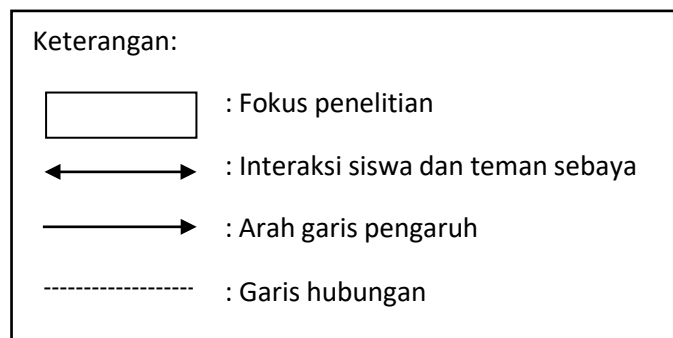 Keterangan:
: Fokus penelitian
: Interaksi siswa dan teman sebaya
: Arah garis pengaruh
: Garis hubungan